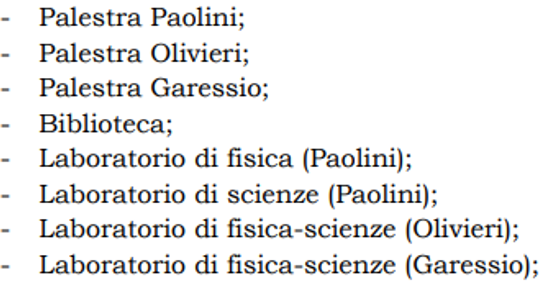 - Palestra Paolini;
- Palestra Olivieri;
- Palestra Garessio;
- Biblioteca;
- Laboratorio di fisica (Paolini);
- Laboratorio di scienze (Paolini);
- Laboratorio di fisica-scienze (Olivieri);
- Laboratorio di fisica-scienze (Garessio);